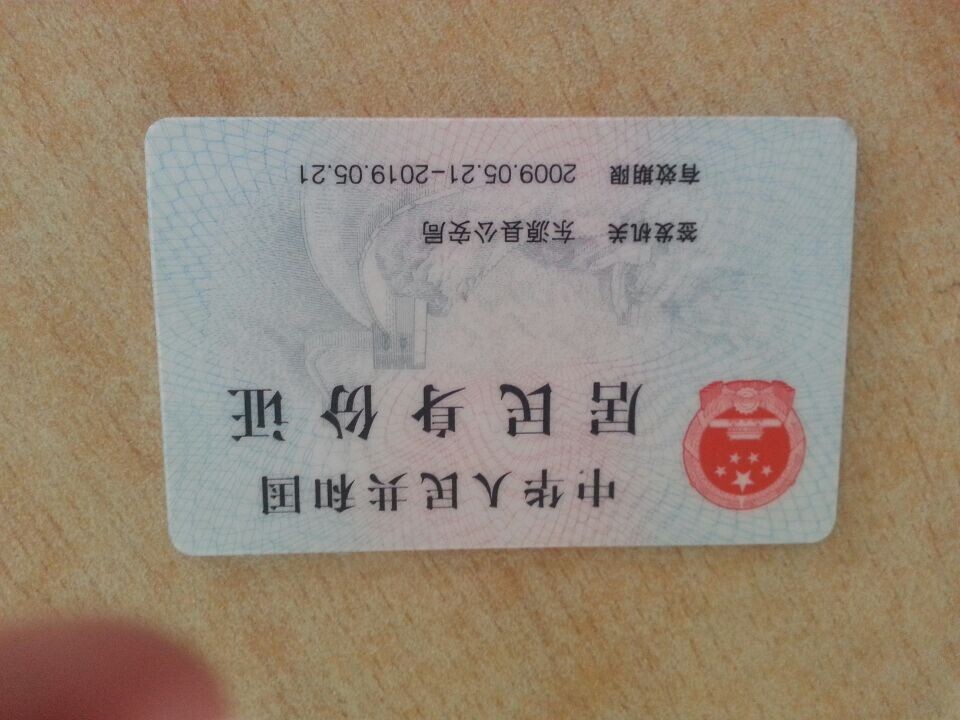 中华人民共和国
居民身份证
签发机关 东源县公安局
有效期限 2009.05.21-2019.05.21